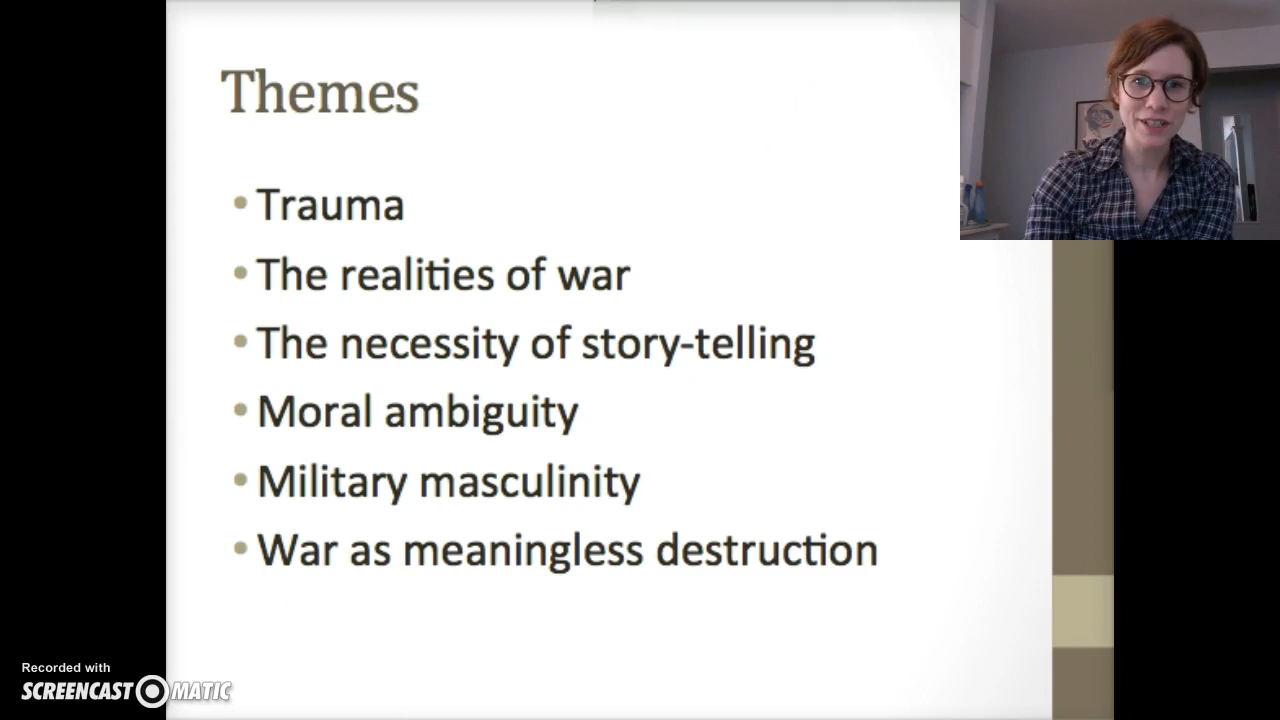 Themes
• Trauma
• The realities of war
• The necessity of story-telling
• Moral ambiguity
• Military masculinity
• War as meaningless destruction
Recorded with
SCREENCAST MATIC